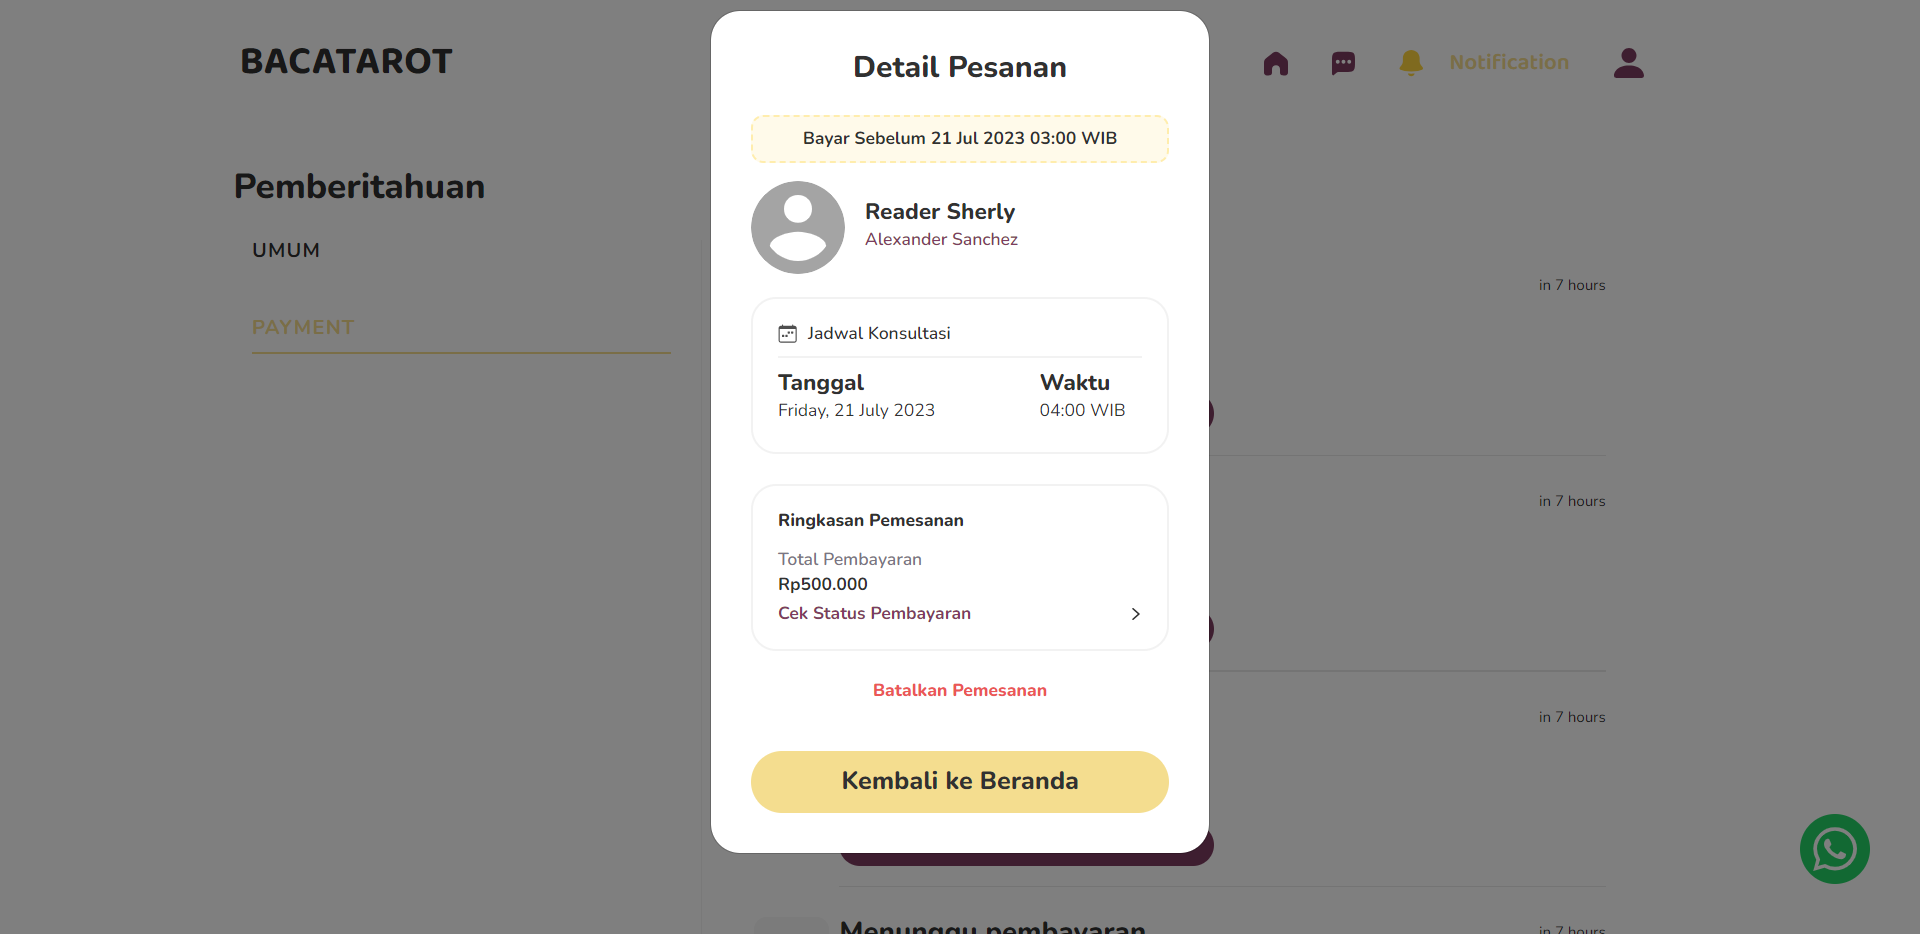 BACATAROT
Notification
Pemberitahuan
UMUM
PAYMENT
Detail Pesanan
Bayar Sebelum 21 Jul 2023 03:00 WIB
Reader Sherly
Alexander Sanchez
Jadwal Konsultasi
Tanggal
Waktu
Friday, 21 July 2023
04:00 WIB
Ringkasan Pemesanan
Total Pembayaran
Rp500.000
Cek Status Pembayaran
Batalkan Pemesanan
Kembali ke Beranda
in 7 hours
in 7 hours
in 7 hours
Menunggu pembayaran
in 7 hours